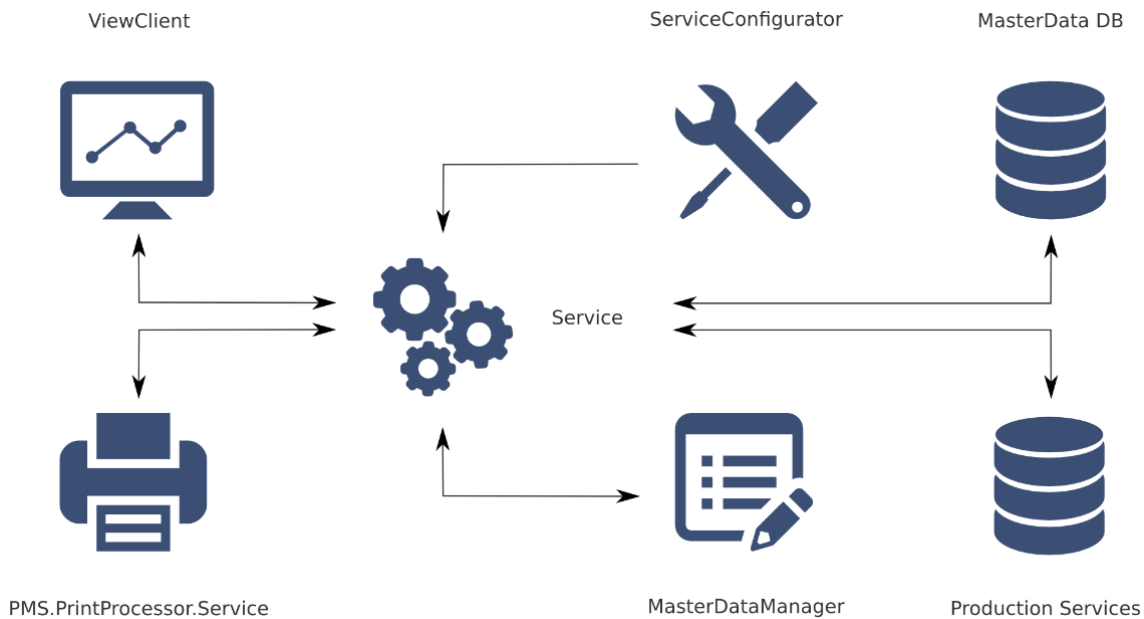 ViewClient
ServiceConfigurator
MasterData DB
Service
PMS.PrintProcessor.Service
MasterDataManager
Production Services